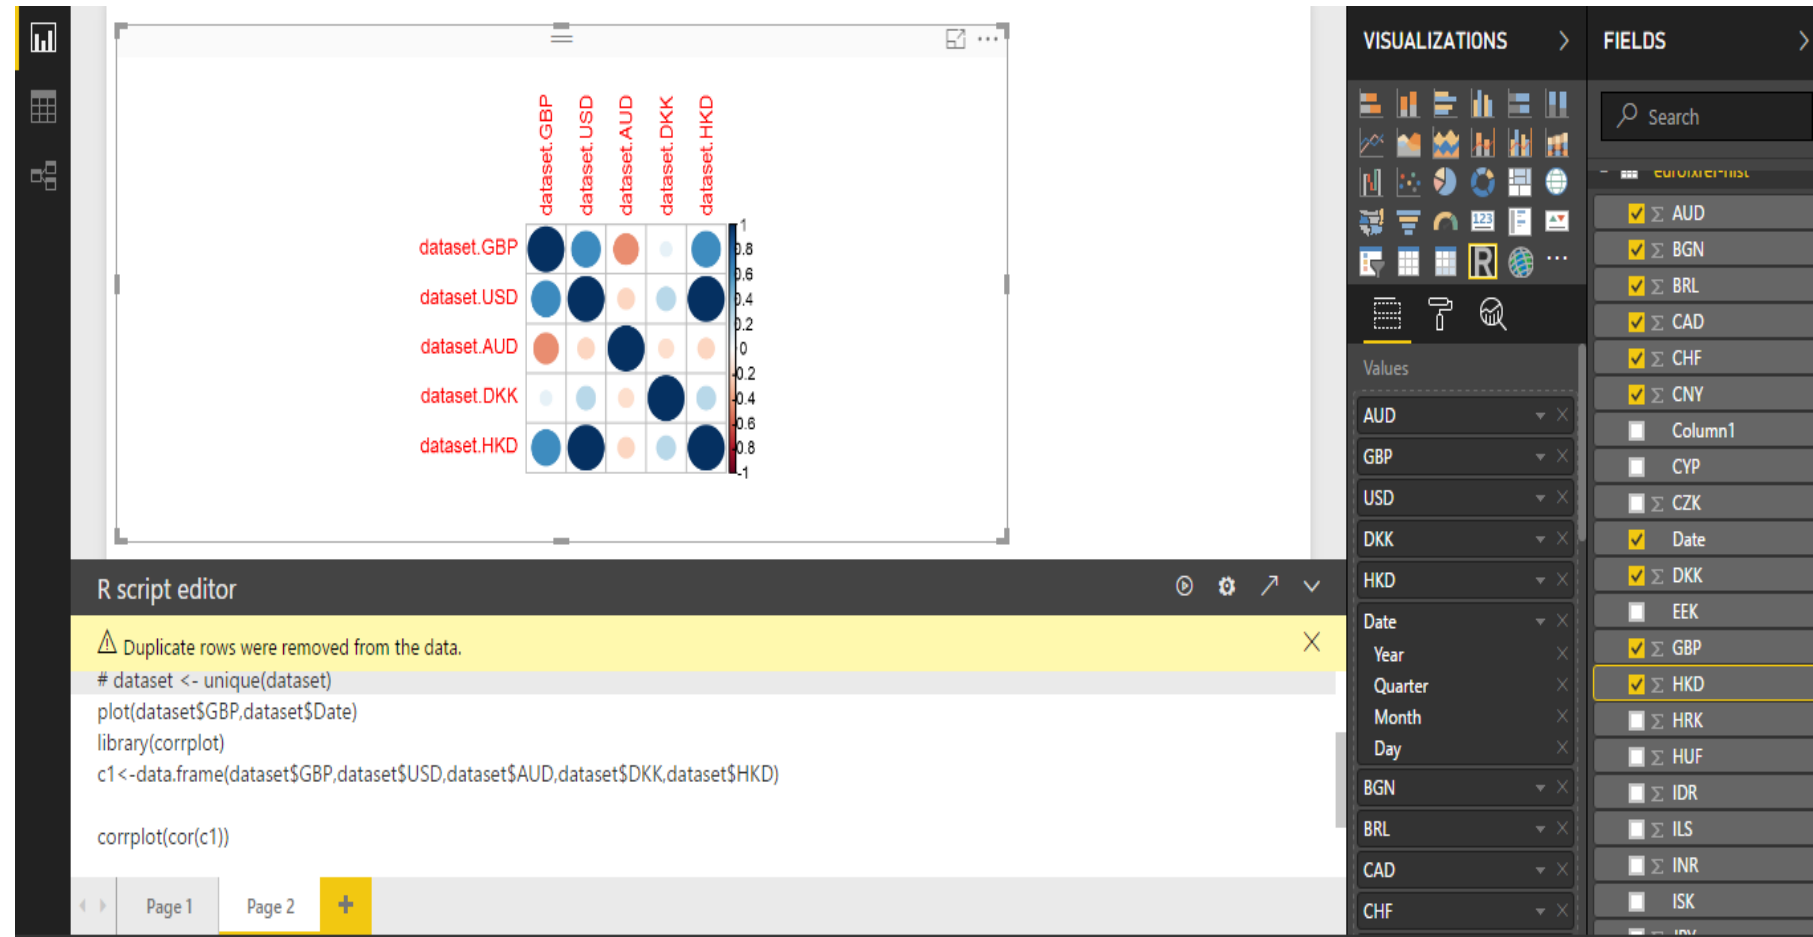 dataset.GBP
dataset.USD
dataset.AUD
dataset.DKK
dataset.HKD
dataset.GBP
dataset.USD
dataset.AUD
dataset.DKK
dataset.HKD
1
0.8
0.6
0.4
0.2
0
-0.2
-0.4
-0.6
-0.8
-1
R script editor
Duplicate rows were removed from the data.
# dataset <- unique(dataset)
plot(dataset$GBP,dataset$Date)
library(corrplot)
c1<-data.frame(dataset$GBP,dataset$USD,dataset$AUD,dataset$DKK,dataset$HKD)
corrplot(cor(c1))
Page 1
Page 2
+
VISUALIZATIONS
123
R
Values
AUD
GBP
USD
DKK
HKD
Date
Year
Quarter
Month
Day
BGN
BRL
CAD
CHF
FIELDS
Search
eurofxref-hist
Σ AUD
Σ BGN
Σ BRL
Σ CAD
Σ CHF
Σ CNY
Column1
CYP
Σ CZK
Date
Σ DKK
EEK
Σ GBP
Σ HKD
Σ HRK
Σ HUF
Σ IDR
Σ ILS
Σ INR
ISK
JPY